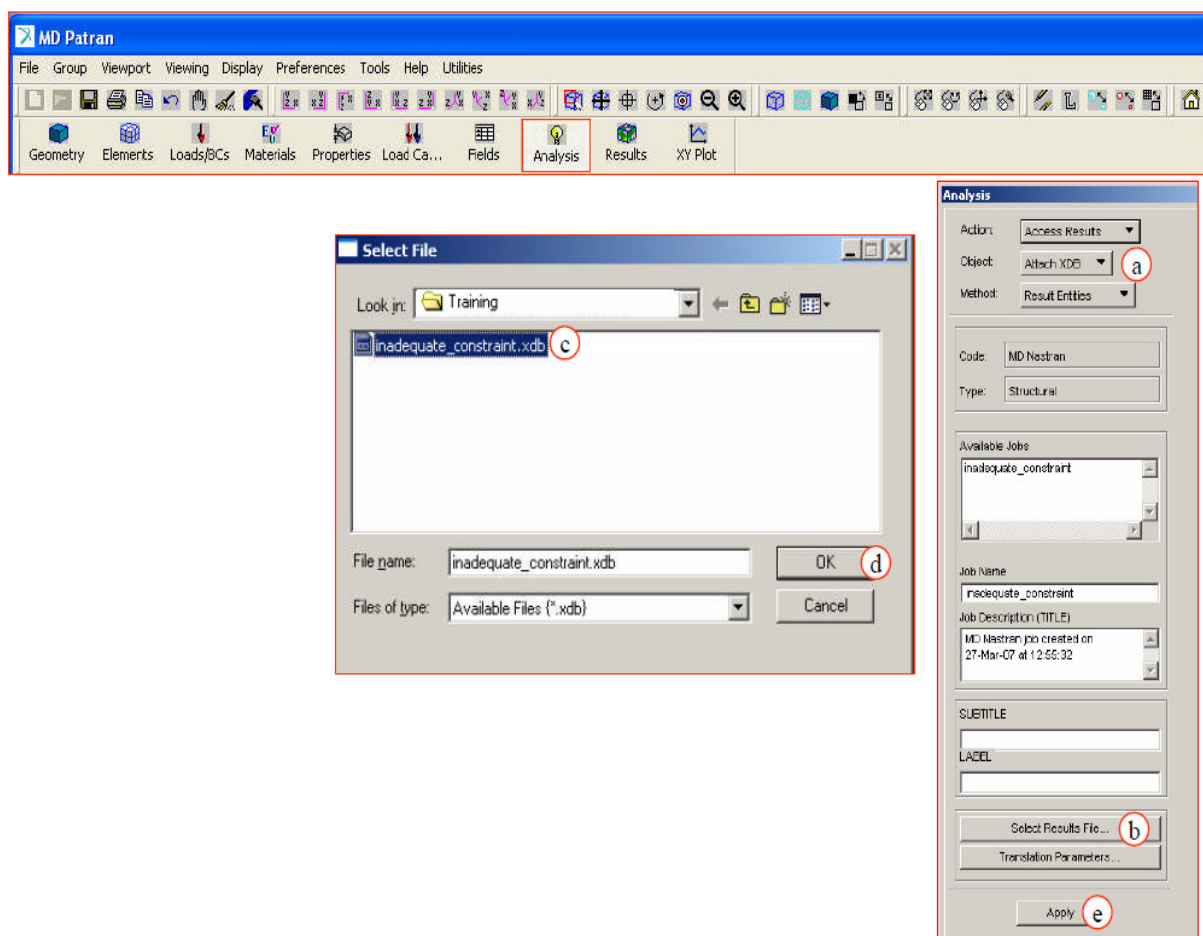 MD Patran
File Group Viewport Viewing Display Preferences Tools Help Utilities
Geometry Elements Loads/BCs Materials Properties Load Ca... Fields Analysis Results XY Plot
Analysis
Action: Access Results
Object: Attach XDB a
Method: Result Entities
Code: MD Nastran
Type: Structural
Available Jobs
inadequate_constraint
Job Name
inadequate_constraint
Job Description (TITLE)
MD Nastran job created on
27-Mar-07 at 12:55:32
SUBTITLE
LABEL
Select Results File... b
Translation Parameters...
Apply e
Select File
Look in: Training
inadequate_constraint.xdb c
File name: inadequate_constraint.xdb OK d
Files of type: Available Files (*.xdb) Cancel